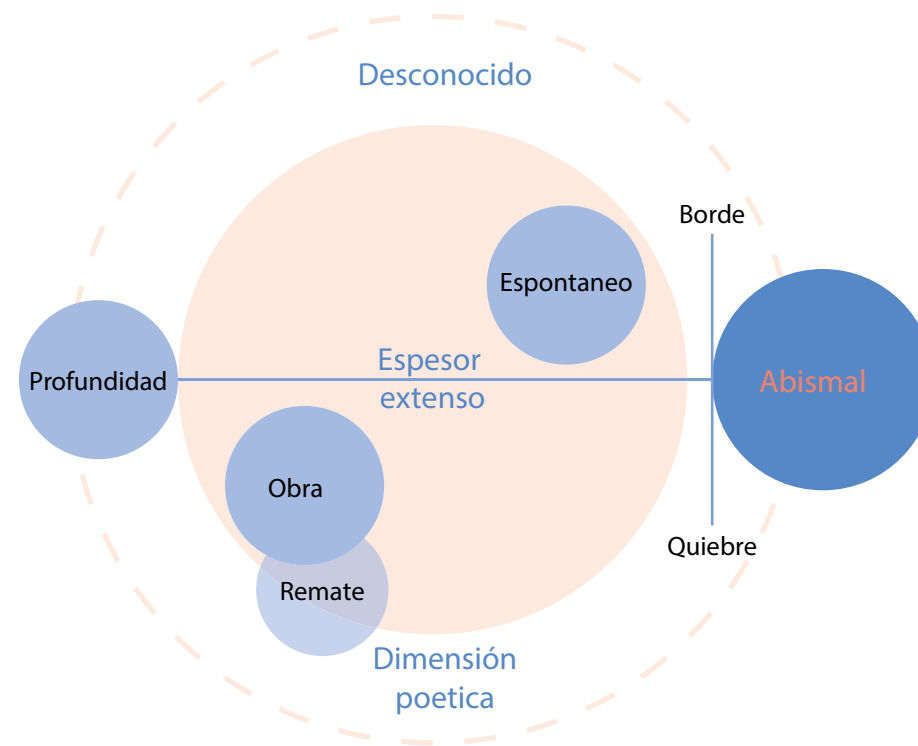 Desconocido
Borde
Espontaneo
Espesor
extenso
Profundidad
Abismal
Obra
Quiebre
Remate
Dimensión
poetica